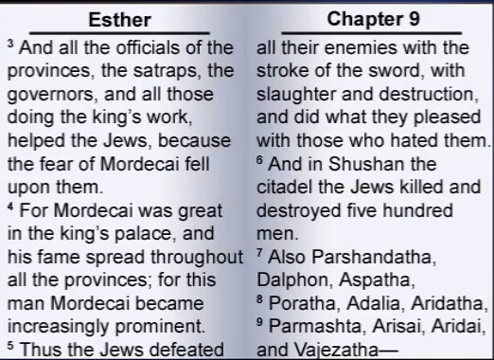 Esther
Chapter 9
³ And all the officials of the
provinces, the satraps, the
governors, and all those
doing the king's work,
helped the Jews, because
the fear of Mordecai fell
upon them.
⁴ For Mordecai was great
in the king's palace, and
his fame spread throughout
all the provinces; for this
man Mordecai became
increasingly prominent.
⁵ Thus the Jews defeated
all their enemies with the
stroke of the sword, with
slaughter and destruction,
and did what they pleased
with those who hated them.
⁶ And in Shushan the
citadel the Jews killed and
destroyed five hundred
men.
⁷ Also Parshandatha,
Dalphon, Aspatha,
⁸ Poratha, Adalia, Aridatha,
⁹ Parmashta, Arisai, Aridai,
and Vajezatha—